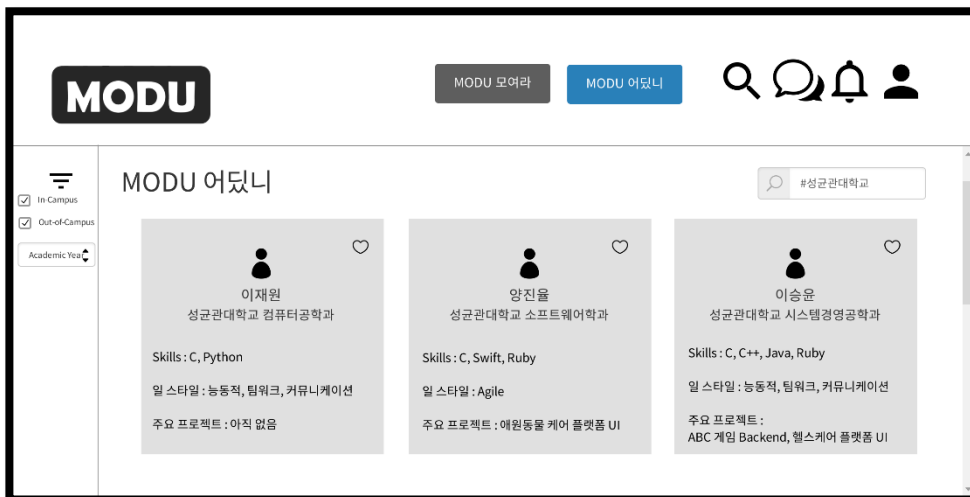 MODU
MODU 모여라
MODU 어딨니
In-Campus
Out-of-Campus
Academic Year
MODU 어딨니
#성균관대학교
이재원
성균관대학교 컴퓨터공학과
Skills : C, Python
일 스타일 : 능동적, 팀워크, 커뮤니케이션
주요 프로젝트 : 아직 없음
양진율
성균관대학교 소프트웨어학과
Skills : C, Swift, Ruby
일 스타일 : Agile
주요 프로젝트 : 애원동물 케어 플랫폼 UI
이승윤
성균관대학교 시스템경영공학과
Skills : C, C++, Java, Ruby
일 스타일 : 능동적, 팀워크, 커뮤니케이션
주요 프로젝트 :
ABC 게임 Backend, 헬스케어 플랫폼 UI